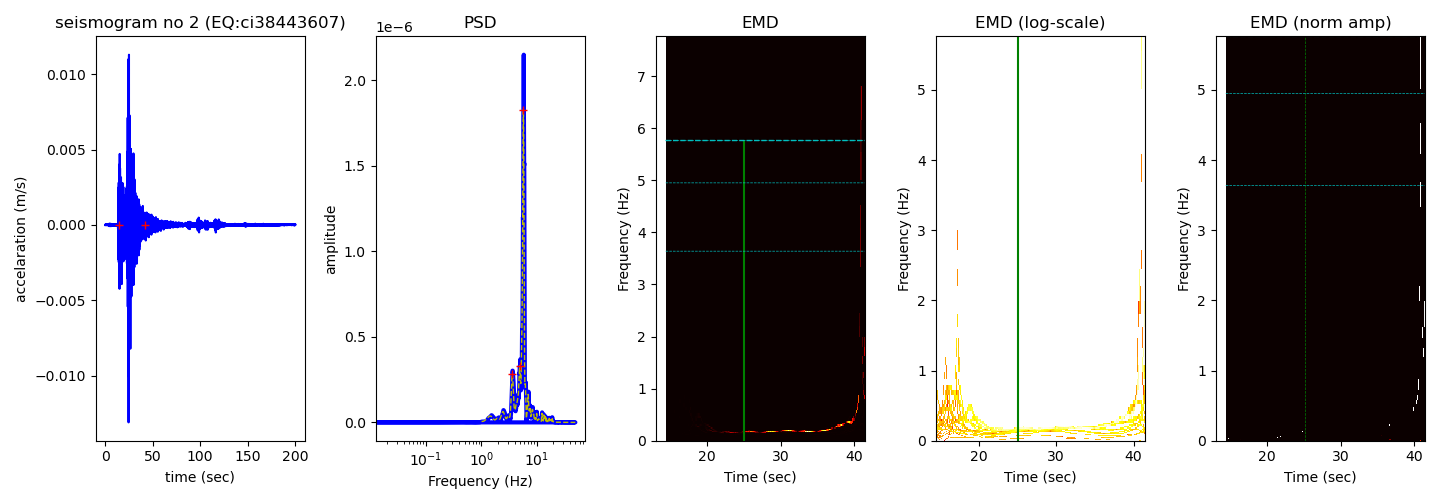 seismogram no 2 (EQ:ci38443607)
accelaration (m/s)
0.010
0.005
0.000
−0.005
−0.010
0 50 100 150 200
time (sec)
PSD
1e−6
amplitude
2.0
1.5
1.0
0.5
0.0
10−1 100 101
Frequency (Hz)
EMD
Frequency (Hz)
7
6
5
4
3
2
1
0
20 30 40
Time (sec)
EMD (log-scale)
Frequency (Hz)
5
4
3
2
1
0
20 30 40
Time (sec)
EMD (norm amp)
Frequency (Hz)
5
4
3
2
1
0
20 30 40
Time (sec)